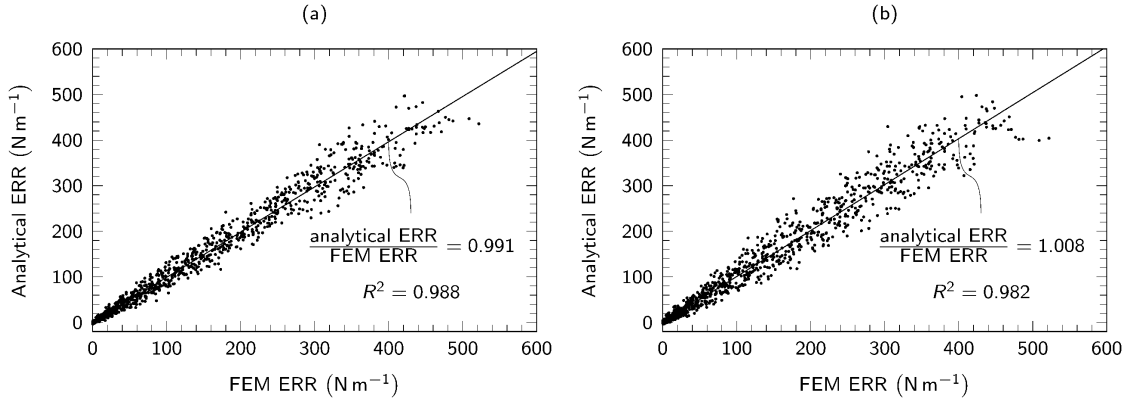 (a)
600
500
400
300
200
100
0
Analytical ERR (N m−1)
analytical ERR
FEM ERR
= 0.991
R2 = 0.988
0 100 200 300 400 500 600
FEM ERR (N m−1)
(b)
600
500
400
300
200
100
0
Analytical ERR (N m−1)
analytical ERR
FEM ERR
= 1.008
R2 = 0.982
0 100 200 300 400 500 600
FEM ERR (N m−1)